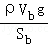 ρ V_b g
S_b